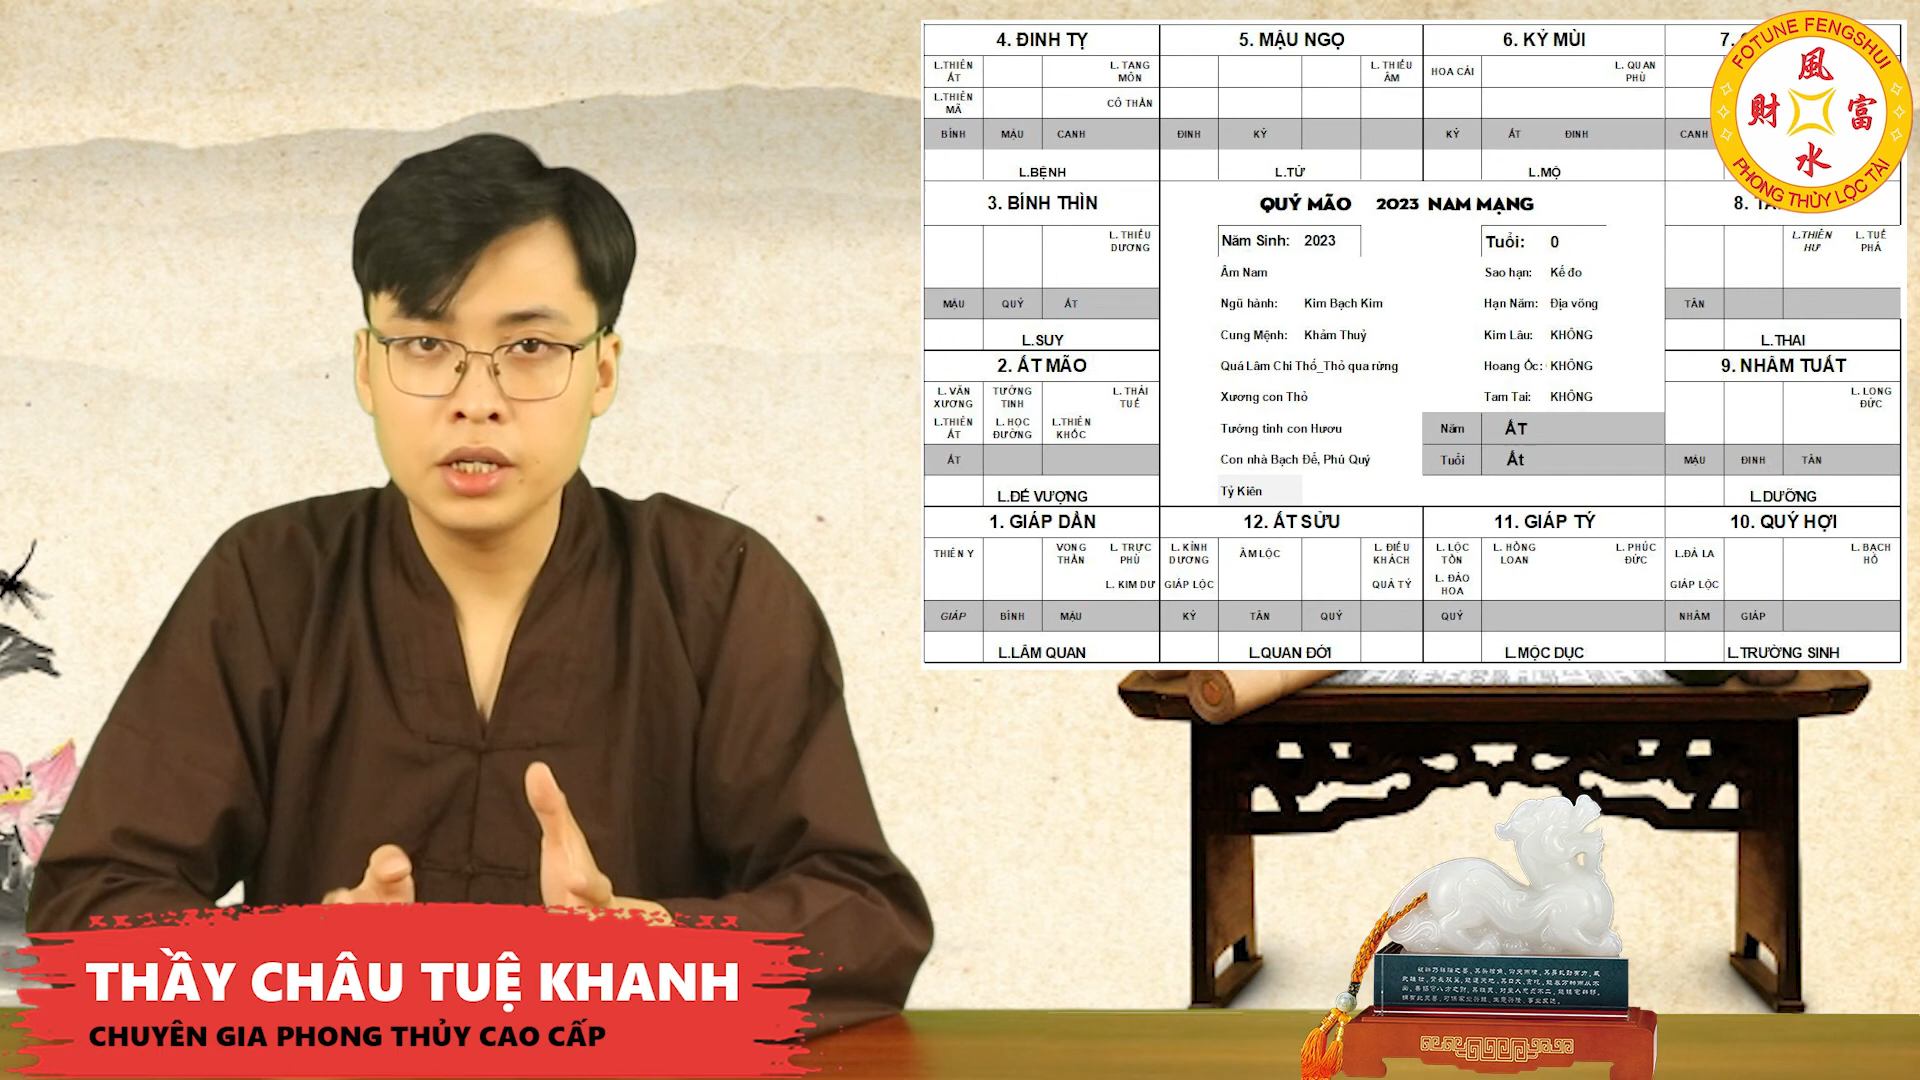 4. ĐINH TỴ
5. MẬU NGỌ
6. KỶ MÙI
7.
L.THIÊN ẤT
L. TANG MÔN
L. THIẾU ÂM
HOA CÁI
L. QUAN PHÙ
L.THIÊN MÃ
CÔ THẦN
BÍNH MẬU CANH
ĐINH KỶ
KỶ ẤT ĐINH
CANH
L.BỆNH
L.TỬ
L.MỘ
FOTUNE FENGSHUI
風
財 富
水
PHONG THỦY LỘC TÀI
3. BÍNH THÌN
QUÝ MÃO 2023 NAM MẠNG
8.
L. THIẾU DƯƠNG
Năm Sinh: 2023
Tuổi: 0
L.THIÊN HƯ
L. TUẾ PHÁ
Âm Nam
Sao hạn: Kế đo
MẬU QUÝ ẤT
Ngũ hành: Kim Bạch Kim
Hạn Năm: Địa võng
TÂN
L.SUY
Cung Mệnh: Khảm Thuỷ
Kim Lâu: KHÔNG
L.THAI
2. ẤT MÃO
Quá Lâm Chi Thố_Thỏ qua rừng
Hoang Ốc: KHÔNG
9. NHÂM TUẤT
L. VĂN XƯƠNG
TƯỚNG TINH
L. THÁI TUẾ
Xương con Thỏ
Tam Tai: KHÔNG
L. LONG ĐỨC
L.THIÊN ẤT
L. HỌC ĐƯỜNG
L.THIÊN KHỐC
Tướng tinh con Hươu
Năm ẤT
ẤT
Con nhà Bạch Đế, Phú Quý
Tuổi Ất
MẬU ĐINH TÂN
L.ĐẾ VƯỢNG
Tỷ Kiên
L.DƯỠNG
1. GIÁP DẦN
12. ẤT SỬU
11. GIÁP TÝ
10. QUÝ HỢI
THIÊN Y
VONG THẦN
L. TRỰC PHÙ
L. KÌNH DƯƠNG
ÂM LỘC
L. ĐIẾU KHÁCH
L. LỘC TỒN
L. HỒNG LOAN
L. PHÚC ĐỨC
L.ĐÀ LA
L. BẠCH HỔ
L. KIM DƯ
GIÁP LỘC
QUẢ TÚ
L. ĐÀO HOA
GIÁP LỘC
GIÁP BÍNH MẬU
KỶ TÂN QUÝ
QUÝ
NHÂM GIÁP
L.LÂM QUAN
L.QUAN ĐỚI
L.MỘC DỤC
L.TRƯỜNG SINH
THẦY CHÂU TUỆ KHANH
CHUYÊN GIA PHONG THỦY CAO CẤP